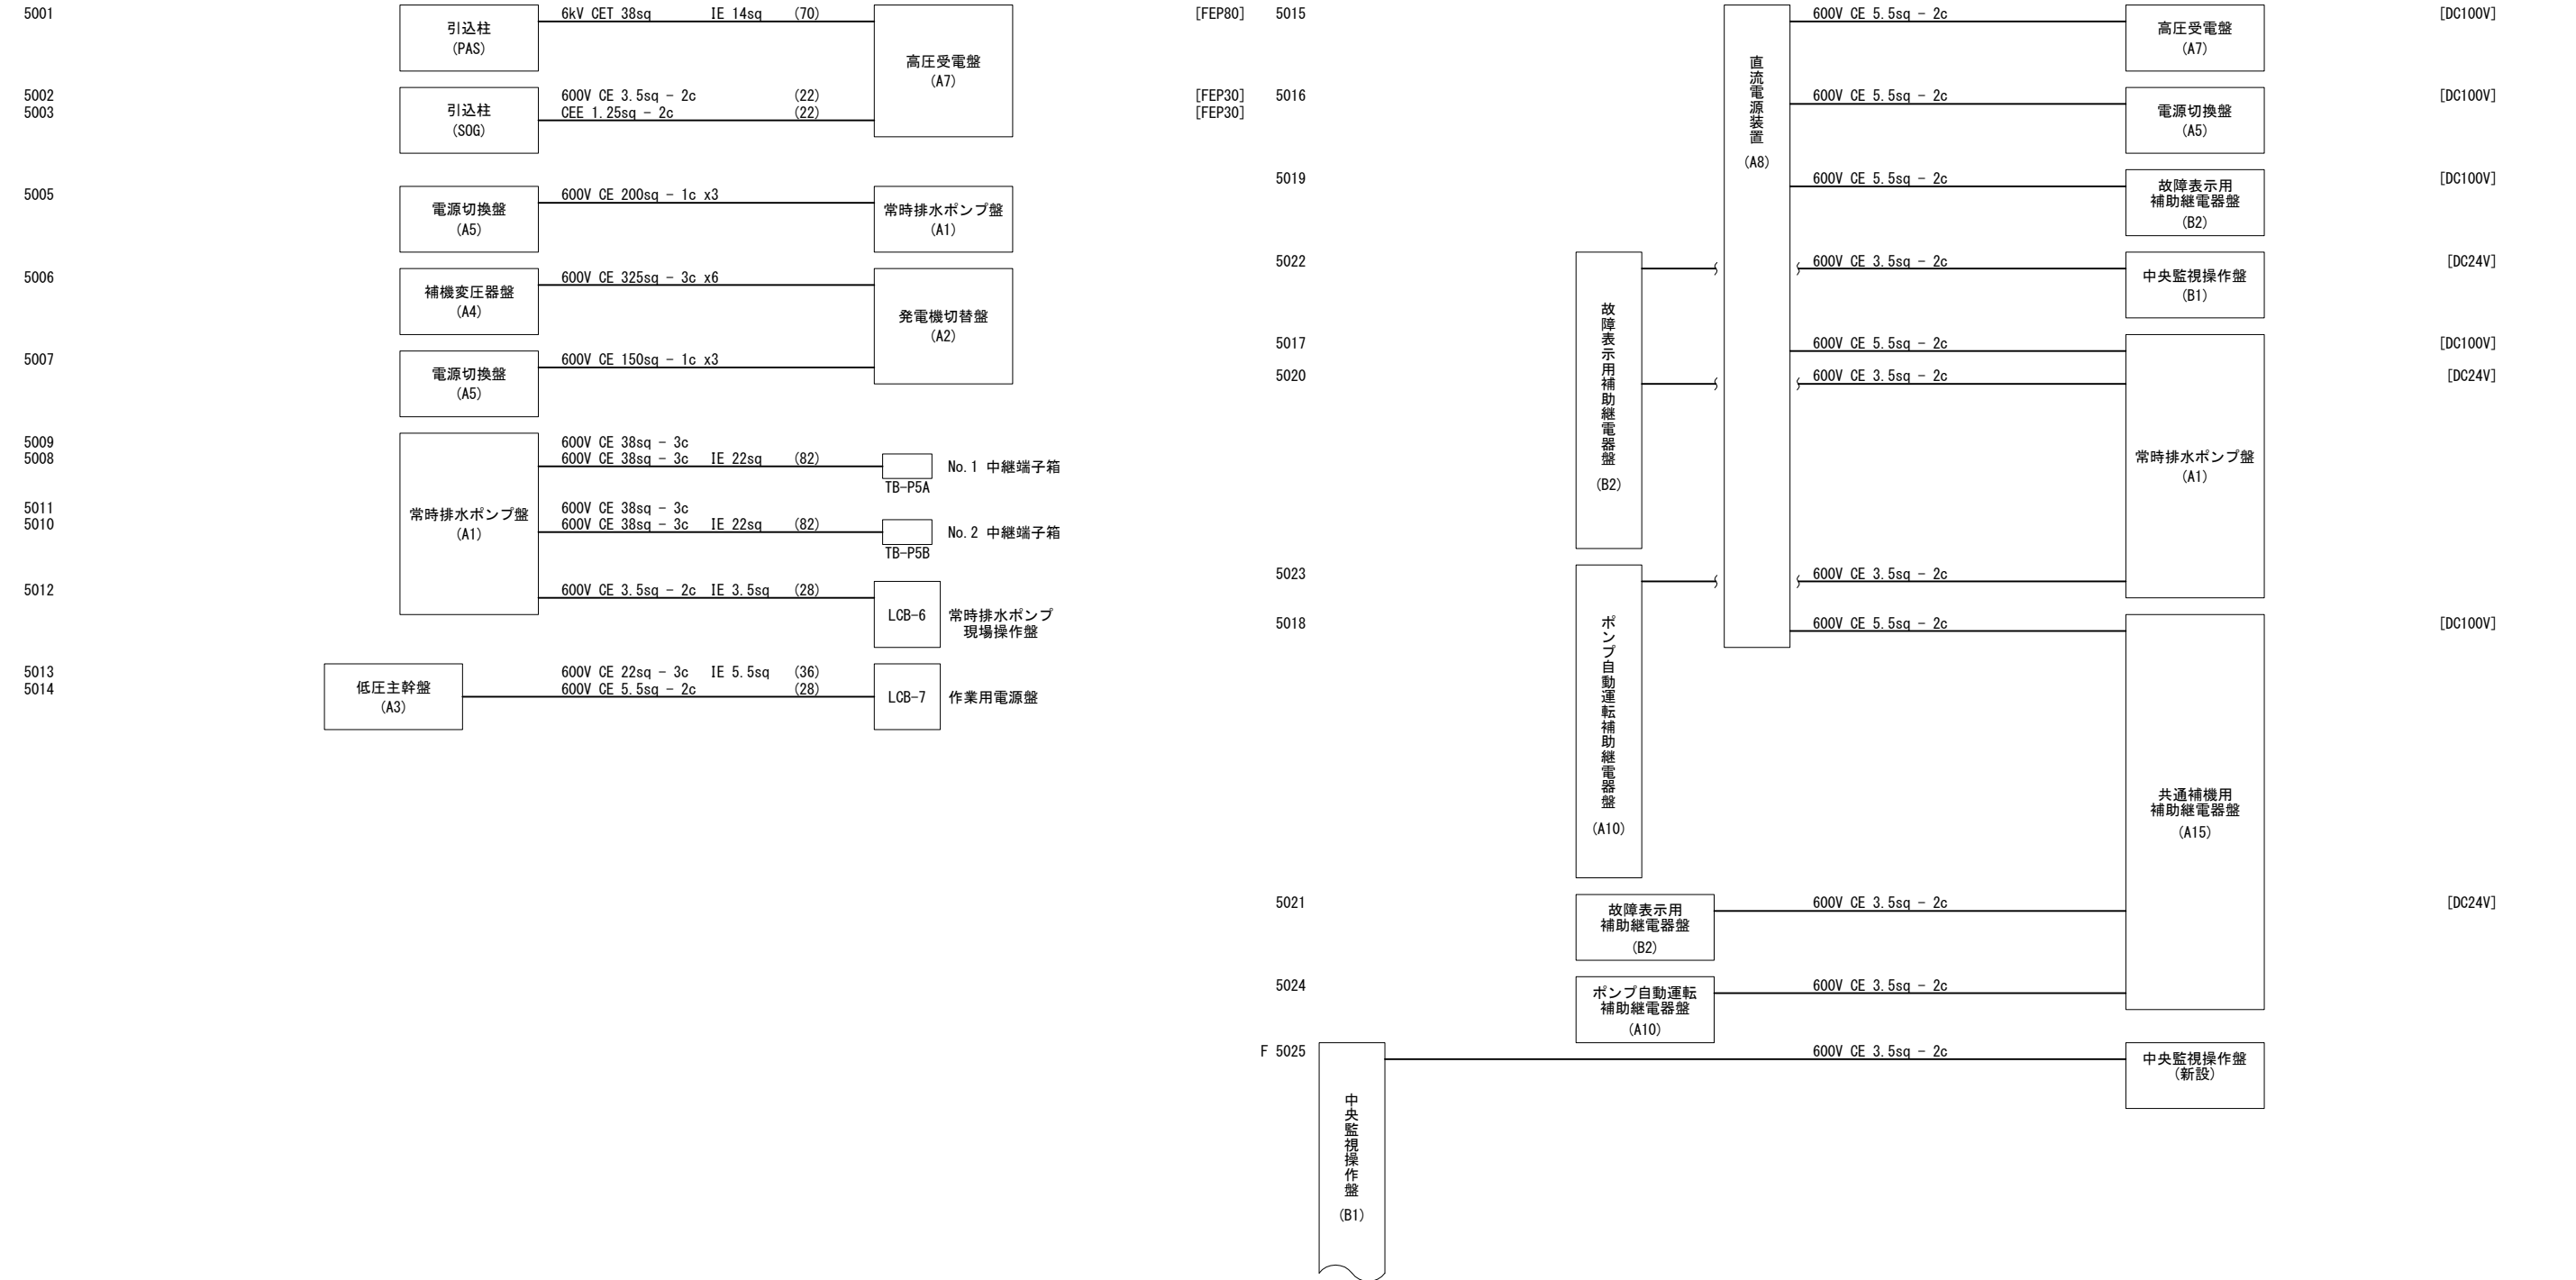 5001
引込柱
(PAS)
6kV CET 38sq IE 14sq (70)
高圧受電盤
(A7)
[FEP80]
5002
5003
引込柱
(SOG)
600V CE 3.5sq - 2c (22)
CEE 1.25sq - 2c (22)
[FEP30]
[FEP30]
5005
電源切換盤
(A5)
600V CE 200sq - 1c x3
常時排水ポンプ盤
(A1)
5006
補機変圧器盤
(A4)
600V CE 325sq - 3c x6
発電機切替盤
(A2)
5007
電源切換盤
(A5)
600V CE 150sq - 1c x3
5009
5008
常時排水ポンプ盤
(A1)
600V CE 38sq - 3c
600V CE 38sq - 3c IE 22sq (82)
No.1 中継端子箱
TB-P5A
5011
5010
600V CE 38sq - 3c
600V CE 38sq - 3c IE 22sq (82)
No.2 中継端子箱
TB-P5B
5012
600V CE 3.5sq - 2c IE 3.5sq (28)
LCB-6
常時排水ポンプ
現場操作盤
5013
5014
低圧主幹盤
(A3)
600V CE 22sq - 3c IE 5.5sq (36)
600V CE 5.5sq - 2c (28)
LCB-7
作業用電源盤
5015
直流電源装置
(A8)
600V CE 5.5sq - 2c
高圧受電盤
(A7)
[DC100V]
5016
600V CE 5.5sq - 2c
電源切換盤
(A5)
[DC100V]
5019
600V CE 5.5sq - 2c
故障表示用
補助継電器盤
(B2)
[DC100V]
5022
故障表示用補助継電器盤
(B2)
600V CE 3.5sq - 2c
中央監視操作盤
(B1)
[DC24V]
5017
600V CE 5.5sq - 2c
[DC100V]
5020
600V CE 3.5sq - 2c
[DC24V]
常時排水ポンプ盤
(A1)
5023
ポンプ自動運転補助継電器盤
(A10)
600V CE 3.5sq - 2c
5018
600V CE 5.5sq - 2c
[DC100V]
共通補機用
補助継電器盤
(A15)
5021
故障表示用
補助継電器盤
(B2)
600V CE 3.5sq - 2c
[DC24V]
5024
ポンプ自動運転
補助継電器盤
(A10)
600V CE 3.5sq - 2c
F 5025
中央監視操作盤
(B1)
600V CE 3.5sq - 2c
中央監視操作盤
(新設)